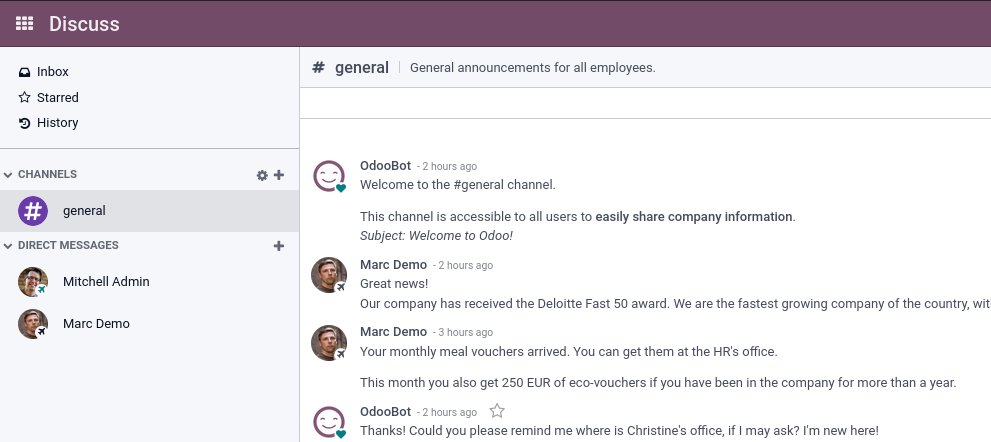 Discuss
Inbox
Starred
History
CHANNELS
general
DIRECT MESSAGES
Mitchell Admin
Marc Demo
# general General announcements for all employees.
OdooBot - 2 hours ago
Welcome to the #general channel.
This channel is accessible to all users to easily share company information.
Subject: Welcome to Odoo!
Marc Demo - 2 hours ago
Great news!
Our company has received the Deloitte Fast 50 award. We are the fastest growing company of the country, wit
Marc Demo - 3 hours ago
Your monthly meal vouchers arrived. You can get them at the HR's office.
This month you also get 250 EUR of eco-vouchers if you have been in the company for more than a year.
OdooBot - 2 hours ago
Thanks! Could you please remind me where is Christine's office, if I may ask? I'm new here!